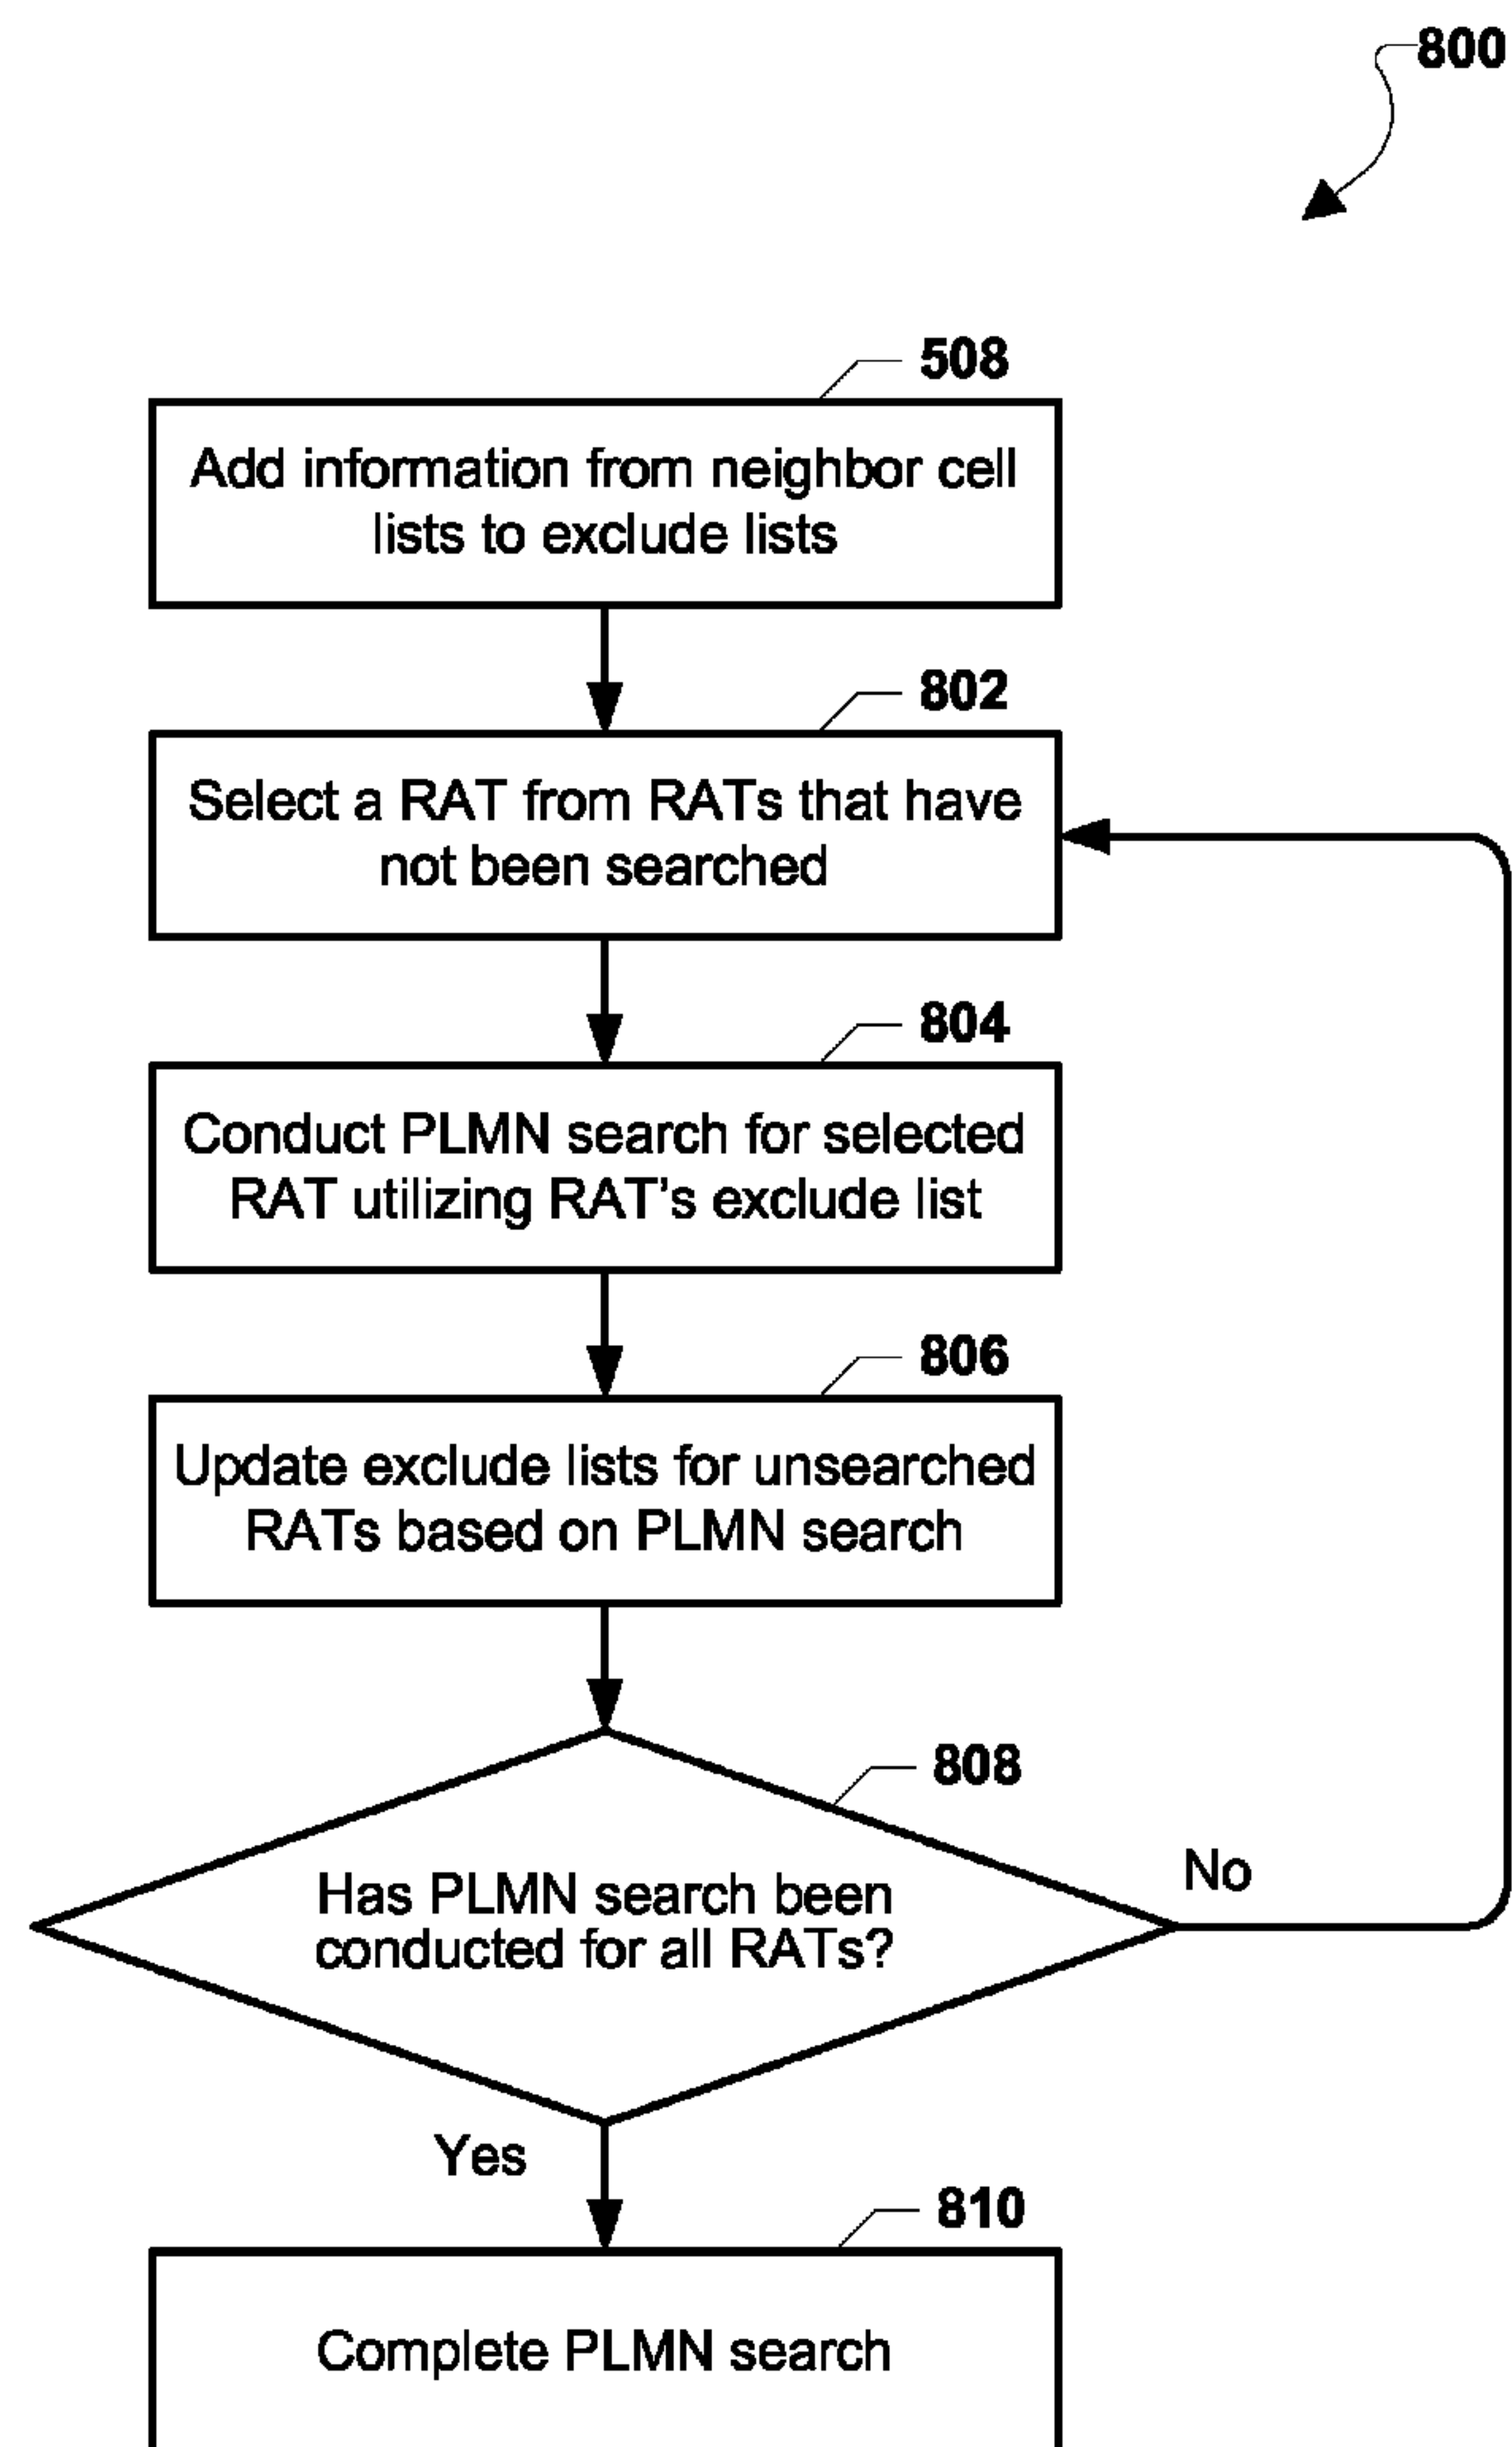 800
508
Add information from neighbor cell
lists to exclude lists
802
Select a RAT from RATs that have
not been searched
804
Conduct PLMN search for selected
RAT utilizing RAT's exclude list
806
Update exclude lists for unsearched
RATs based on PLMN search
808
Has PLMN search been
conducted for all RATs?
No
Yes
810
Complete PLMN search